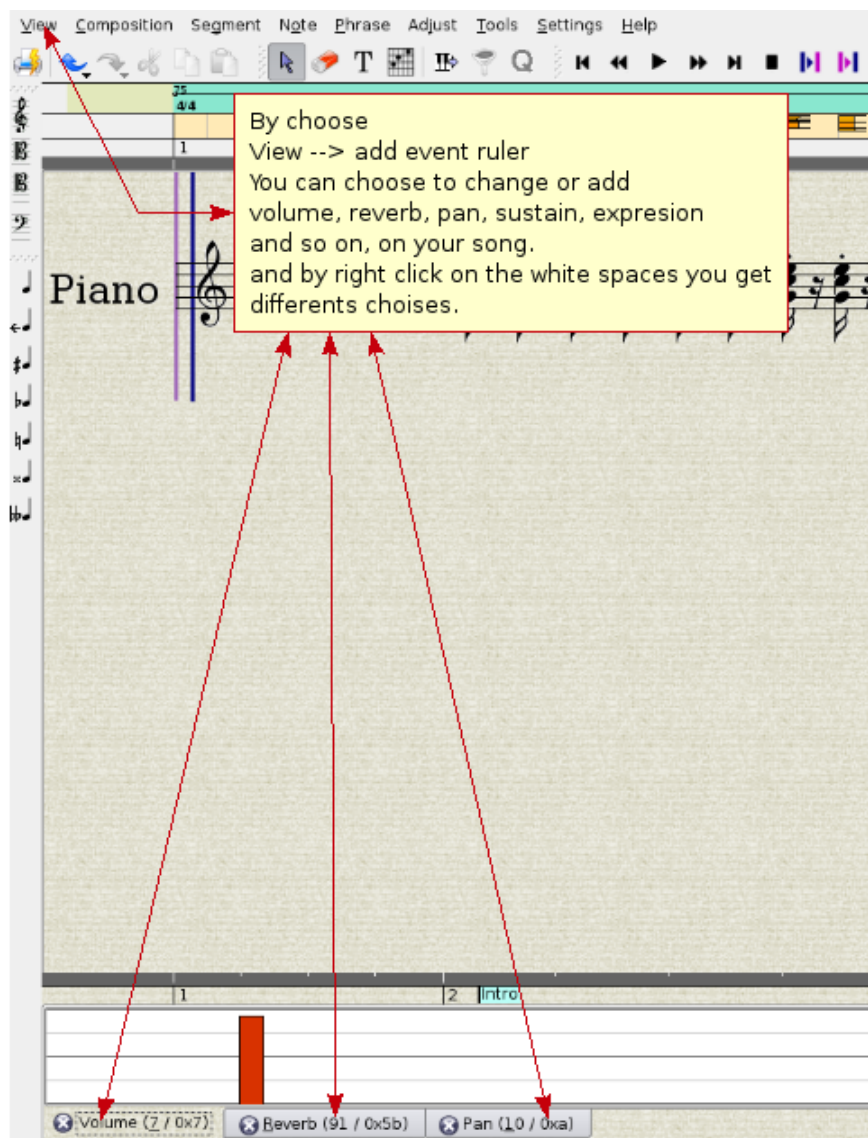 View Composition Segment Note Phrase Adjust Tools Settings Help
T Q
75
4/4
1
By choose
View --> add event ruler
You can choose to change or add
volume, reverb, pan, sustain, expresion
and so on, on your song.
and by right click on the white spaces you get
differents choises.
Piano
1 2 Intro
Volume (7 / 0x7) Reverb (91 / 0x5b) Pan (10 / 0xa)